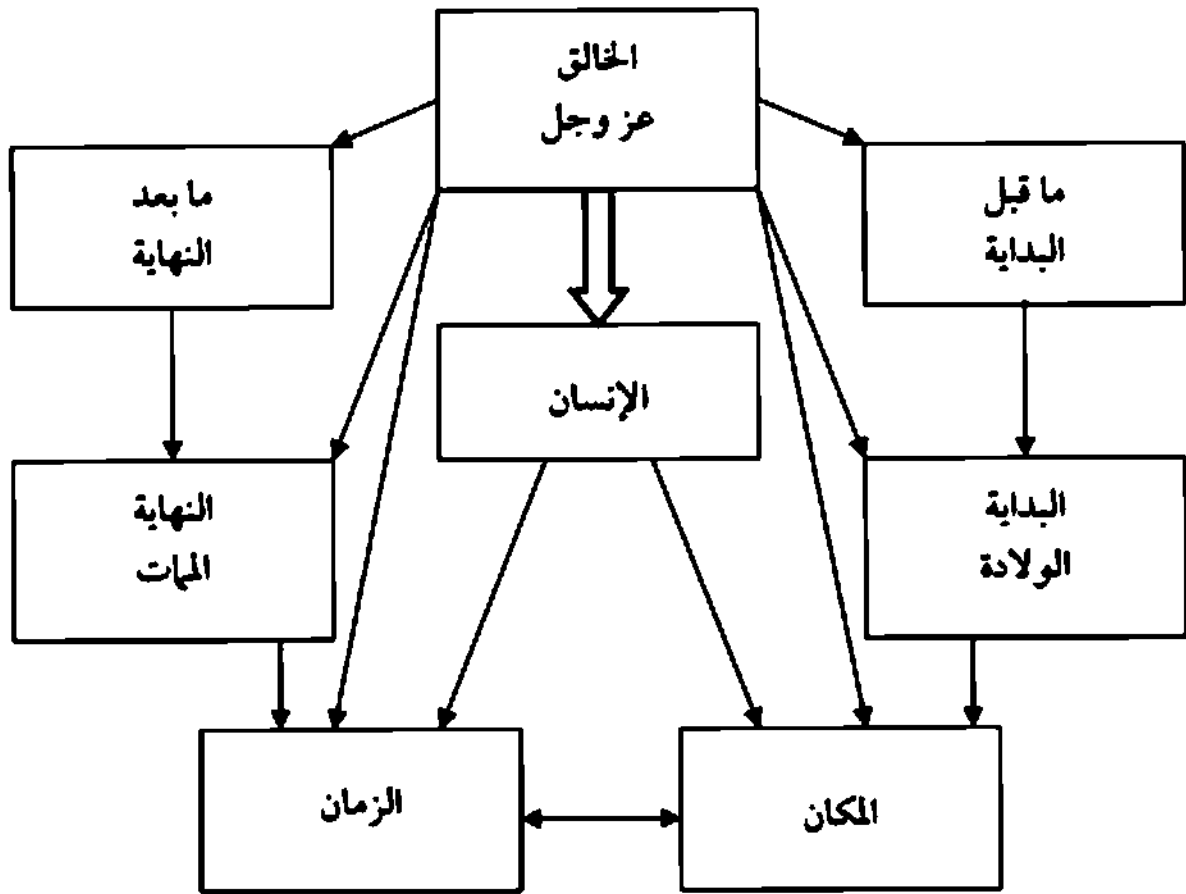 الخالق
عز وجل
ما قبل
البداية
ما بعد
النهاية
الإنسان
البداية
الولادة
النهاية
الممات
المكان
الزمان